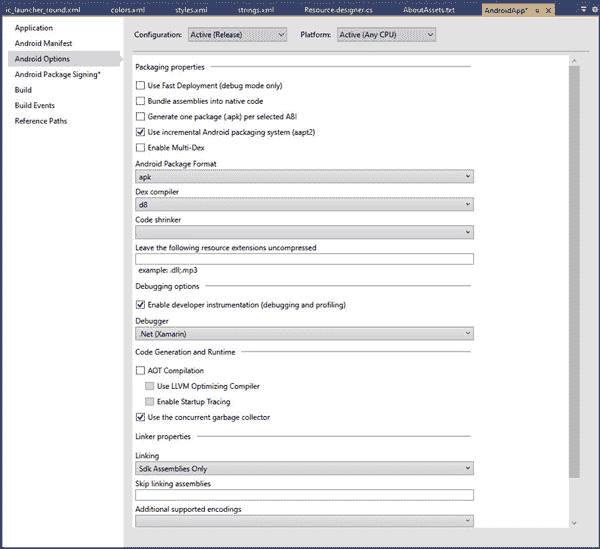 ic_launcher_round.xml colors.xml styles.xml strings.xml Resource.designer.cs AboutAssets.txt AndroidApp*
Application
Android Manifest
Android Options
Android Package Signing*
Build
Build Events
Reference Paths
Configuration: Active (Release) Platform: Active (Any CPU)
Packaging properties
Use Fast Deployment (debug mode only)
Bundle assemblies into native code
Generate one package (.apk) per selected ABI
Use incremental Android packaging system (aapt2)
Enable Multi-Dex
Android Package Format
apk
Dex compiler
d8
Code shrinker
Leave the following resource extensions uncompressed
example: .dll;.mp3
Debugging options
Enable developer instrumentation (debugging and profiling)
Debugger
.Net (Xamarin)
Code Generation and Runtime
AOT Compilation
Use LLVM Optimizing Compiler
Enable Startup Tracing
Use the concurrent garbage collector
Linker properties
Linking
Sdk Assemblies Only
Skip linking assemblies
Additional supported encodings